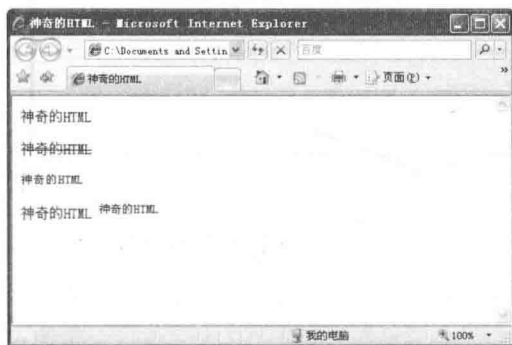 神奇的HTML - Microsoft Internet Explorer
C:\Documents and Settin 百度
神奇的HTML 页面(P)
神奇的HTML
神奇的HTML
神奇的HTML
神奇的HTML 神奇的HTML
我的电脑 100%